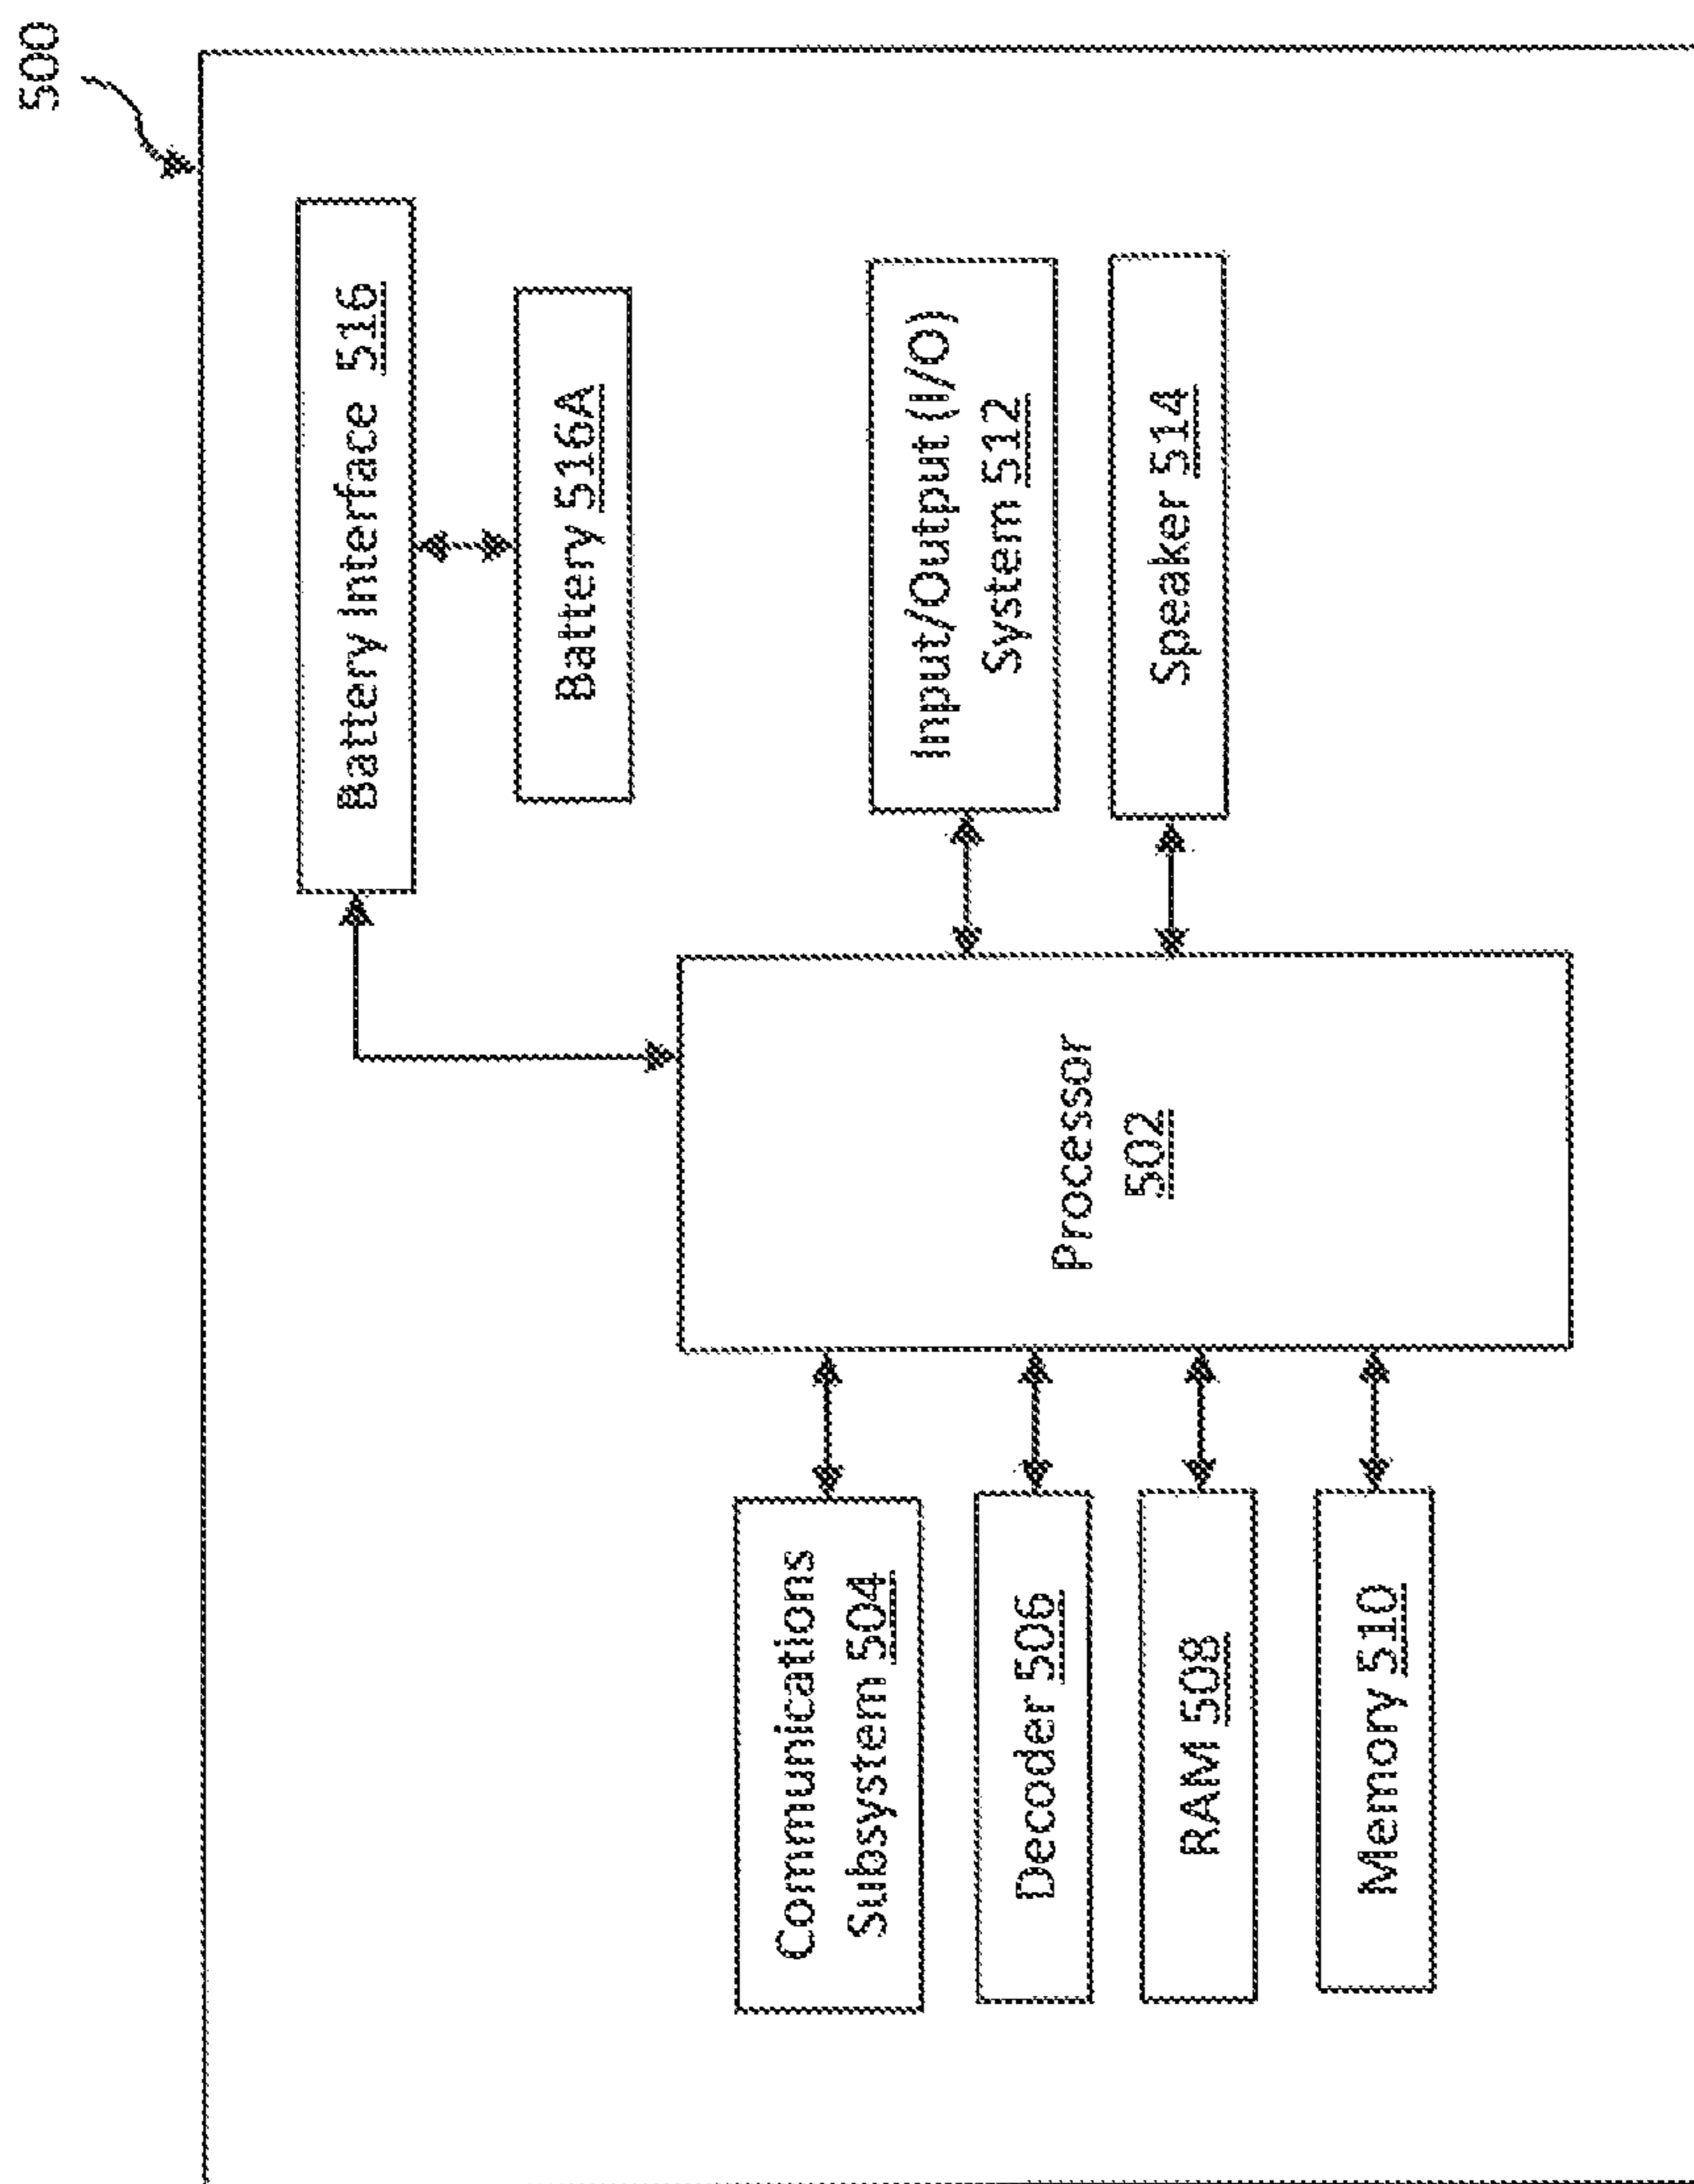 500
Battery Interface 516
Battery 516A
Communications
Subsystem 504
Decoder 506
RAM 508
Memory 510
Processor
502
Input/Output (I/O)
System 512
Speaker 514